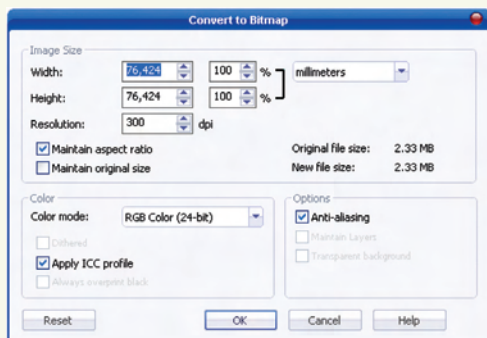 Convert to Bitmap
Image Size
Width: 76,424 100 % millimeters
Height: 76,424 100 %
Resolution: 300 dpi
Maintain aspect ratio Original file size: 2.33 MB
Maintain original size New file size: 2.33 MB
Color Options
Color mode: RGB Color (24-bit) Anti-aliasing
Dithered Maintain Layers
Apply ICC profile Transparent background
Always overprint black
Reset OK Cancel Help